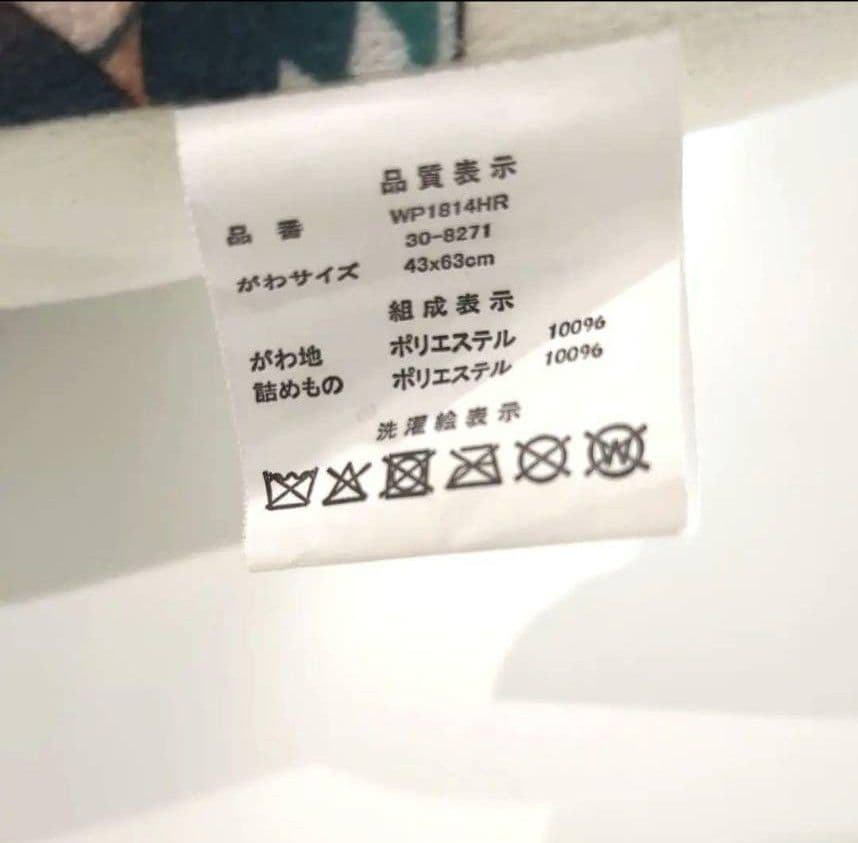 品質表示
品番 WP1814HR
30-8271
がわサイズ 43x63cm
組成表示
がわ地 ポリエステル 100%
詰めもの ポリエステル 100%
洗濯絵表示
W